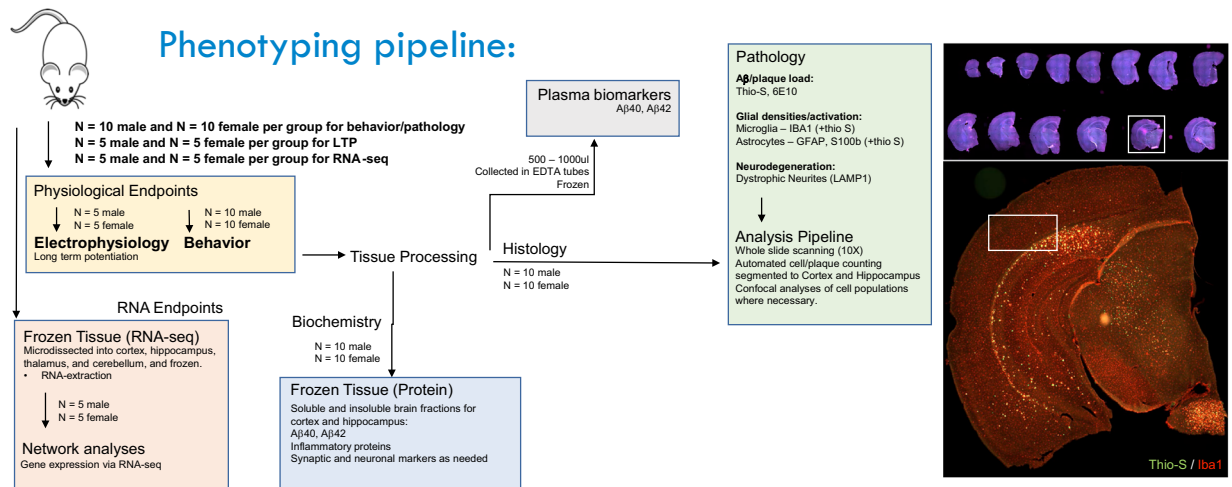 Phenotyping pipeline:
N = 10 male and N = 10 female per group for behavior/pathology
N = 5 male and N = 5 female per group for LTP
N = 5 male and N = 5 female per group for RNA-seq
Physiological Endpoints
N = 5 male
N = 5 female
N = 10 male
N = 10 female
Electrophysiology
Behavior
Long term potentiation
RNA Endpoints
Frozen Tissue (RNA-seq)
Microdissected into cortex, hippocampus,
thalamus, and cerebellum, and frozen.
• RNA-extraction
N = 5 male
N = 5 female
Network analyses
Gene expression via RNA-seq
Tissue Processing
Biochemistry
N = 10 male
N = 10 female
Frozen Tissue (Protein)
Soluble and insoluble brain fractions for
cortex and hippocampus:
Aβ40, Aβ42
Inflammatory proteins
Synaptic and neuronal markers as needed
Plasma biomarkers
Aβ40, Aβ42
500 – 1000ul
Collected in EDTA tubes
Frozen
Histology
N = 10 male
N = 10 female
Pathology
Aβ/plaque load:
Thio-S, 6E10
Glial densities/activation:
Microglia – IBA1 (+thio S)
Astrocytes – GFAP, S100b (+thio S)
Neurodegeneration:
Dystrophic Neurites (LAMP1)
Analysis Pipeline
Whole slide scanning (10X)
Automated cell/plaque counting
segmented to Cortex and Hippocampus
Confocal analyses of cell populations
where necessary.
Thio-S / Iba1